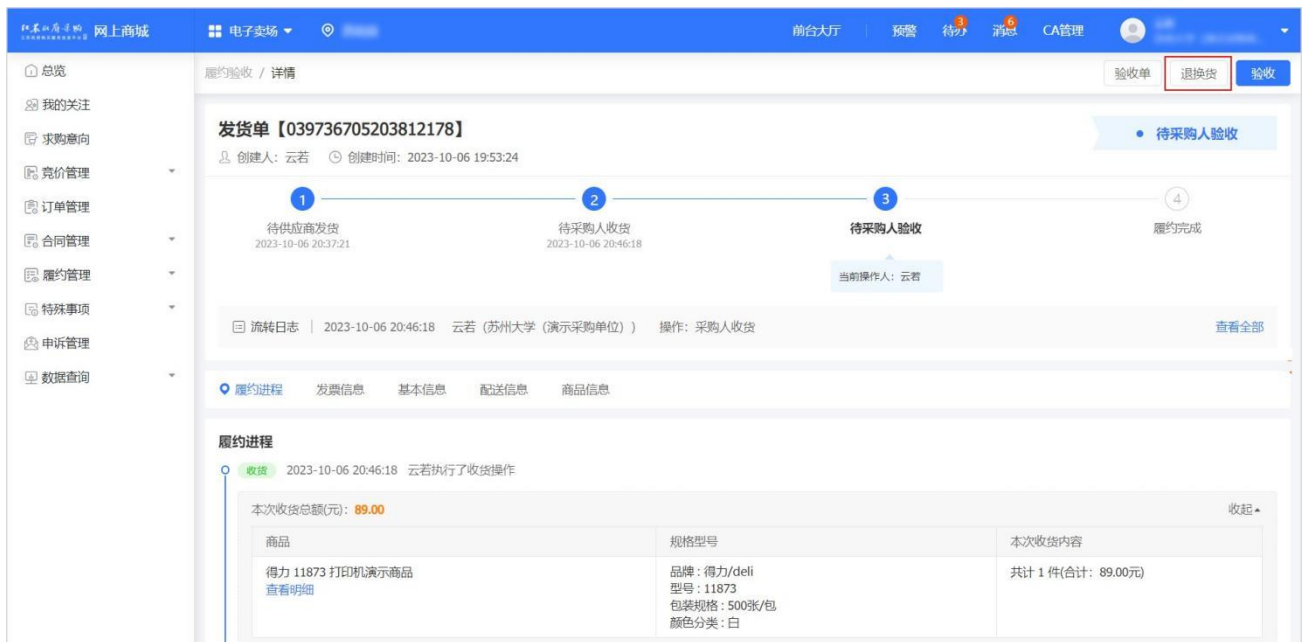 网上商城
电子卖场
前台大厅
预警
待办
3
消息
6
CA管理
总览
我的关注
求购意向
竞价管理
订单管理
合同管理
履约管理
特殊事项
申诉管理
数据查询
履约验收 / 详情
验收单
退换货
验收
发货单【039736705203812178】
待采购人验收
创建人：云若
创建时间：2023-10-06 19:53:24
1
2
3
4
待供应商发货
待采购人收货
待采购人验收
履约完成
2023-10-06 20:37:21
2023-10-06 20:46:18
当前操作人：云若
流转日志 2023-10-06 20:46:18 云若（苏州大学（演示采购单位）） 操作：采购人收货
查看全部
履约进程
发票信息
基本信息
配送信息
商品信息
履约进程
收货 2023-10-06 20:46:18 云若执行了收货操作
本次收货总额(元)：89.00
收起
商品
规格型号
本次收货内容
得力 11873 打印机演示商品
查看明细
品牌 : 得力/deli
型号 : 11873
包装规格 : 500张/包
颜色分类 : 白
共计 1 件(合计：89.00元)